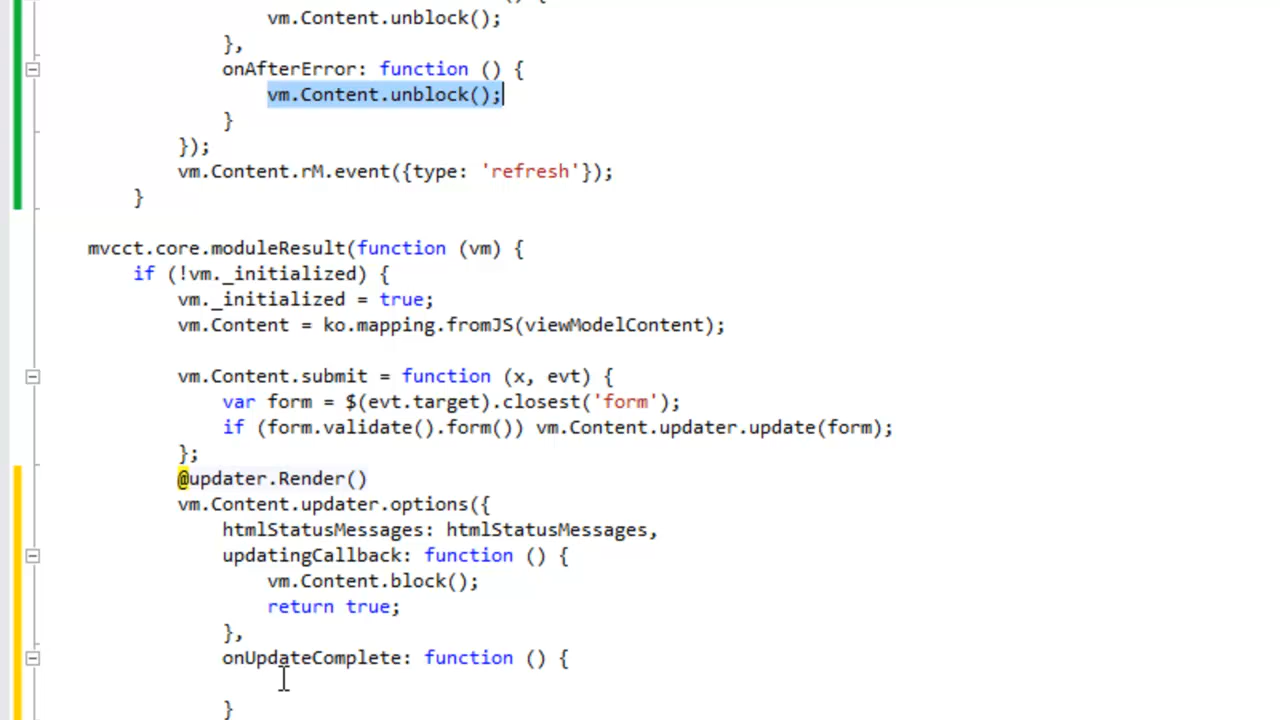 () {
vm.Content.unblock();
},
onAfterError: function () {
vm.Content.unblock();
}
});
vm.Content.rM.event({type: 'refresh'});
}
mvcct.core.moduleResult(function (vm) {
if (!vm._initialized) {
vm._initialized = true;
vm.Content = ko.mapping.fromJS(viewModelContent);
vm.Content.submit = function (x, evt) {
var form = $(evt.target).closest('form');
if (form.validate().form()) vm.Content.updater.update(form);
};
@updater.Render()
vm.Content.updater.options({
htmlStatusMessages: htmlStatusMessages,
updatingCallback: function () {
vm.Content.block();
return true;
},
onUpdateComplete: function () {
}